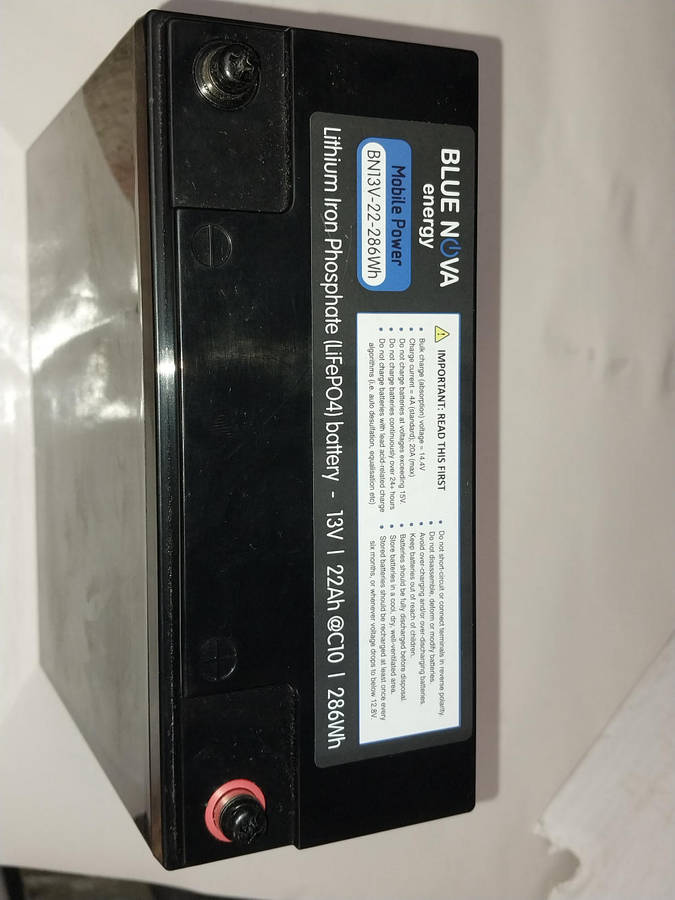 BLUE NOVA
energy
Mobile Power
BN13V-22-286Wh
IMPORTANT: READ THIS FIRST
• Bulk charge (absorption) voltage = 14.4V
• Charge current = 4A (standard); 20A (max)
• Do not charge batteries at voltages exceeding 15V.
• Do not charge batteries continuously over 24+ hours
• Do not charge batteries with lead acid-related charge
algorithms (i.e. auto desulfation, equalisation etc)
• Do not short-circuit or connect terminals in reverse polarity.
• Do not disassemble, deform or modify batteries.
• Avoid over-charging and/or over-discharging batteries.
• Keep batteries out of reach of children.
• Batteries should be fully discharged before disposal.
• Store batteries in a cool, dry, well-ventilated area.
• Stored batteries should be recharged at least once every
six months, or whenever voltage drops to below 12.8V.
Lithium Iron Phosphate (LiFePO4) battery - 13V | 22Ah @C10 | 286Wh